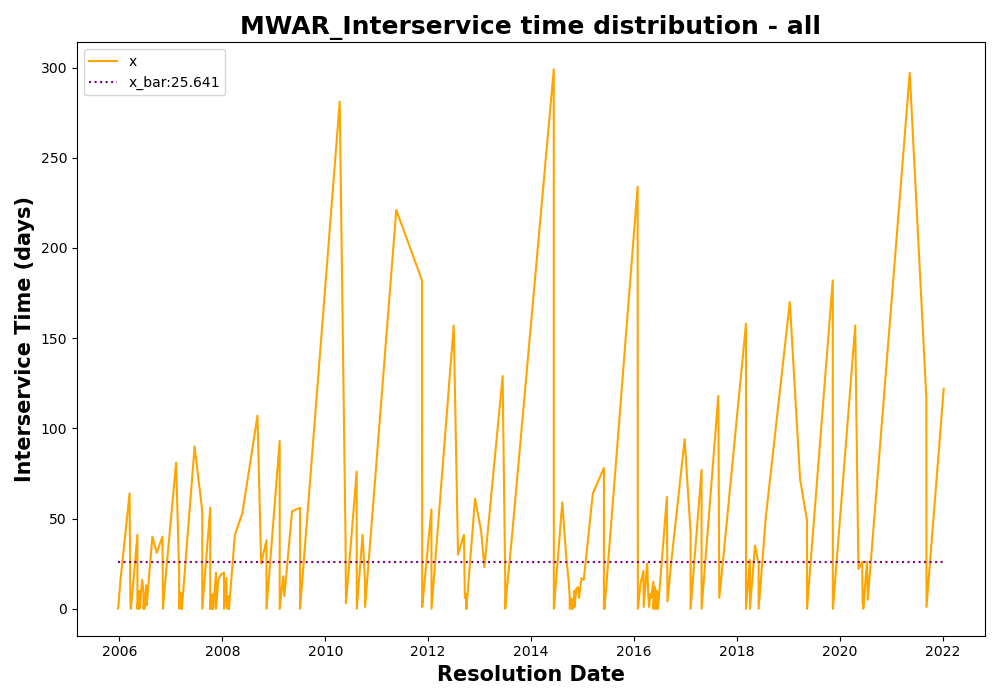 MWAR_Interservice time distribution - all
x
x_bar:25.641
Interservice Time (days)
300
250
200
150
100
50
0
2006 2008 2010 2012 2014 2016 2018 2020 2022
Resolution Date